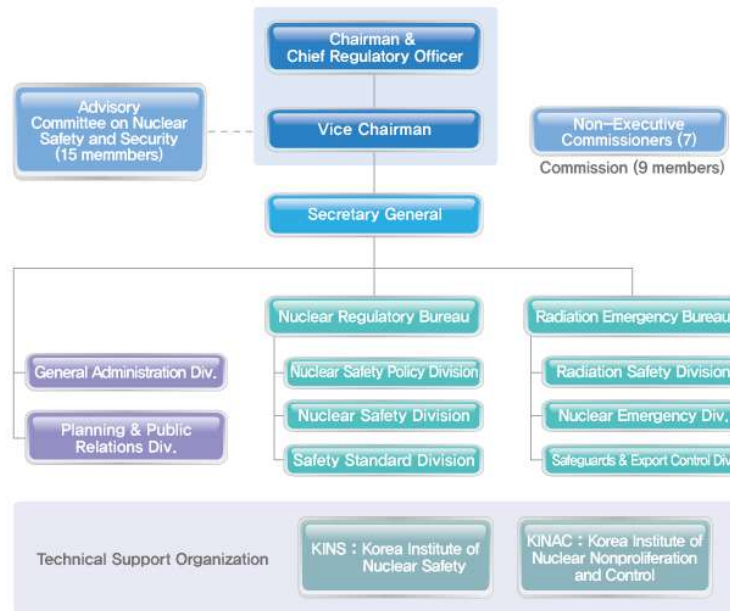 Chairman &
Chief Regulatory Officer
Advisory
Committee on Nuclear
Safety and Security
(15 memmbers)
Vice Chairman
Non-Executive
Commissioners (7)
Commission (9 members)
Secretary General
Nuclear Regulatory Bureau
Radiation Emergency Bureau
General Administration Div.
Nuclear Safety Policy Division
Radiation Safety Division
Planning & Public
Relations Div.
Nuclear Safety Division
Nuclear Emergency Div.
Safety Standard Division
Safeguards & Export Control Div
Technical Support Organization
KINS : Korea Institute of
Nuclear Safety
KINAC : Korea Institute of
Nuclear Nonproliferation
and Control